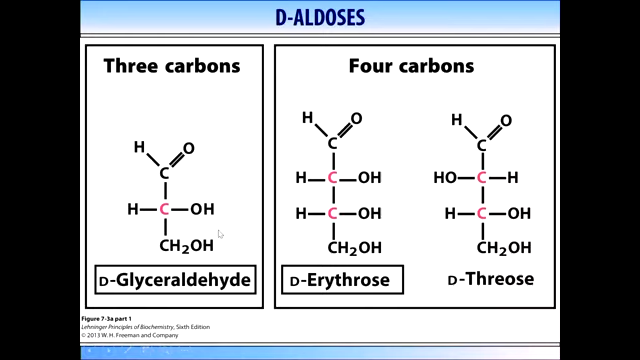 D-ALDOSES
Three carbons
H O
C
H C OH
CH2OH
D-Glyceraldehyde
Four carbons
H O
C
H C OH
H C OH
CH2OH
D-Erythrose
H O
C
HO C H
H C OH
CH2OH
D-Threose
Figure 7-3a part 1
Lehninger Principles of Biochemistry, Sixth Edition
© 2013 W. H. Freeman and Company